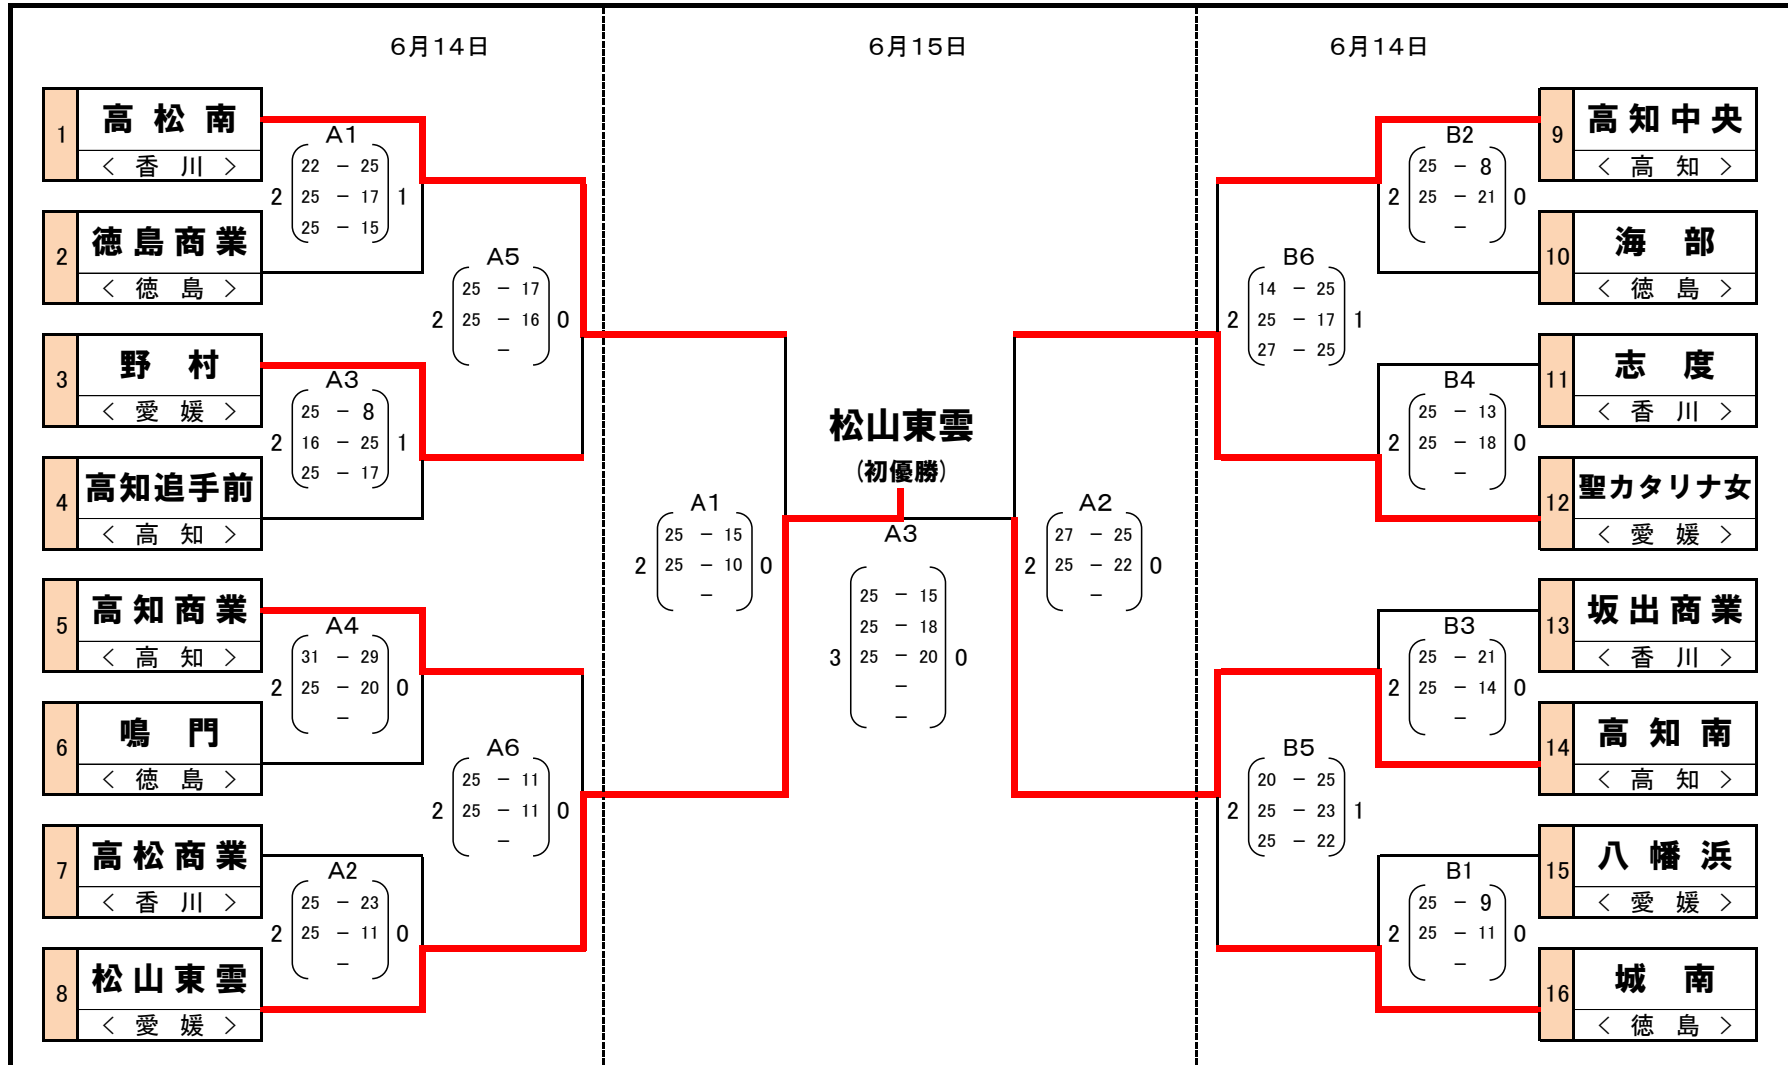 6月14日
6月15日
6月14日
1
高松南
＜ 香 川 ＞
2
徳島商業
＜ 徳 島 ＞
3
野村
＜ 愛 媛 ＞
4
高知追手前
＜ 高 知 ＞
5
高知商業
＜ 高 知 ＞
6
鳴門
＜ 徳 島 ＞
7
高松商業
＜ 香 川 ＞
8
松山東雲
＜ 愛 媛 ＞
A1
22 － 25
2 25 － 17 1
25 － 15
A3
25 － 8
2 16 － 25 1
25 － 17
A4
31 － 29
2 25 － 20 0
－
A2
25 － 23
2 25 － 11 0
－
A5
25 － 17
2 25 － 16 0
－
A6
25 － 11
2 25 － 11 0
－
A1
25 － 15
2 25 － 10 0
－
松山東雲
(初優勝)
A3
25 － 15
25 － 18
3 25 － 20 0
－
－
A2
27 － 25
2 25 － 22 0
－
B6
14 － 25
2 25 － 17 1
27 － 25
B5
20 － 25
2 25 － 23 1
25 － 22
B2
25 － 8
2 25 － 21 0
－
B4
25 － 13
2 25 － 18 0
－
B3
25 － 21
2 25 － 14 0
－
B1
25 － 9
2 25 － 11 0
－
9
高知中央
＜ 高 知 ＞
10
海部
＜ 徳 島 ＞
11
志度
＜ 香 川 ＞
12
聖カタリナ女
＜ 愛 媛 ＞
13
坂出商業
＜ 香 川 ＞
14
高知南
＜ 高 知 ＞
15
八幡浜
＜ 愛 媛 ＞
16
城南
＜ 徳 島 ＞